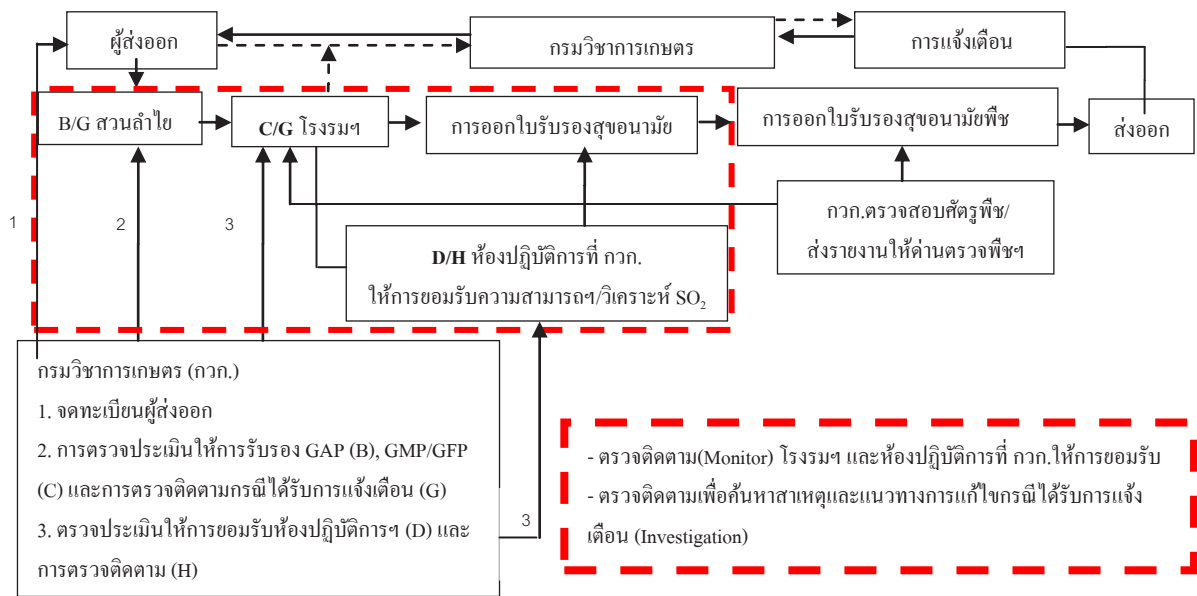 ผู้ส่งออก
กรมวิชาการเกษตร
การแจ้งเตือน
B/G สวนลำไย
C/G โรงรมฯ
การออกใบรับรองสุขอนามัย
การออกใบรับรองสุขอนามัยพืช
ส่งออก
1
2
3
กวก.ตรวจสอบศัตรูพืช/
ส่งรายงานให้ด่านตรวจพืชฯ
D/H ห้องปฏิบัติการที่ กวก.
ให้การยอมรับความสามารถฯ/วิเคราะห์ SO2
กรมวิชาการเกษตร (กวก.)
1. จดทะเบียนผู้ส่งออก
2. การตรวจประเมินให้การรับรอง GAP (B), GMP/GFP
(C) และการตรวจติดตามกรณีได้รับการแจ้งเตือน (G)
3. ตรวจประเมินให้การยอมรับห้องปฏิบัติการฯ (D) และ
การตรวจติดตาม (H)
3
- ตรวจติดตาม(Monitor) โรงรมฯ และห้องปฏิบัติการที่ กวก.ให้การยอมรับ
- ตรวจติดตามเพื่อค้นหาสาเหตุและแนวทางการแก้ไขกรณีได้รับการแจ้ง
เตือน (Investigation)